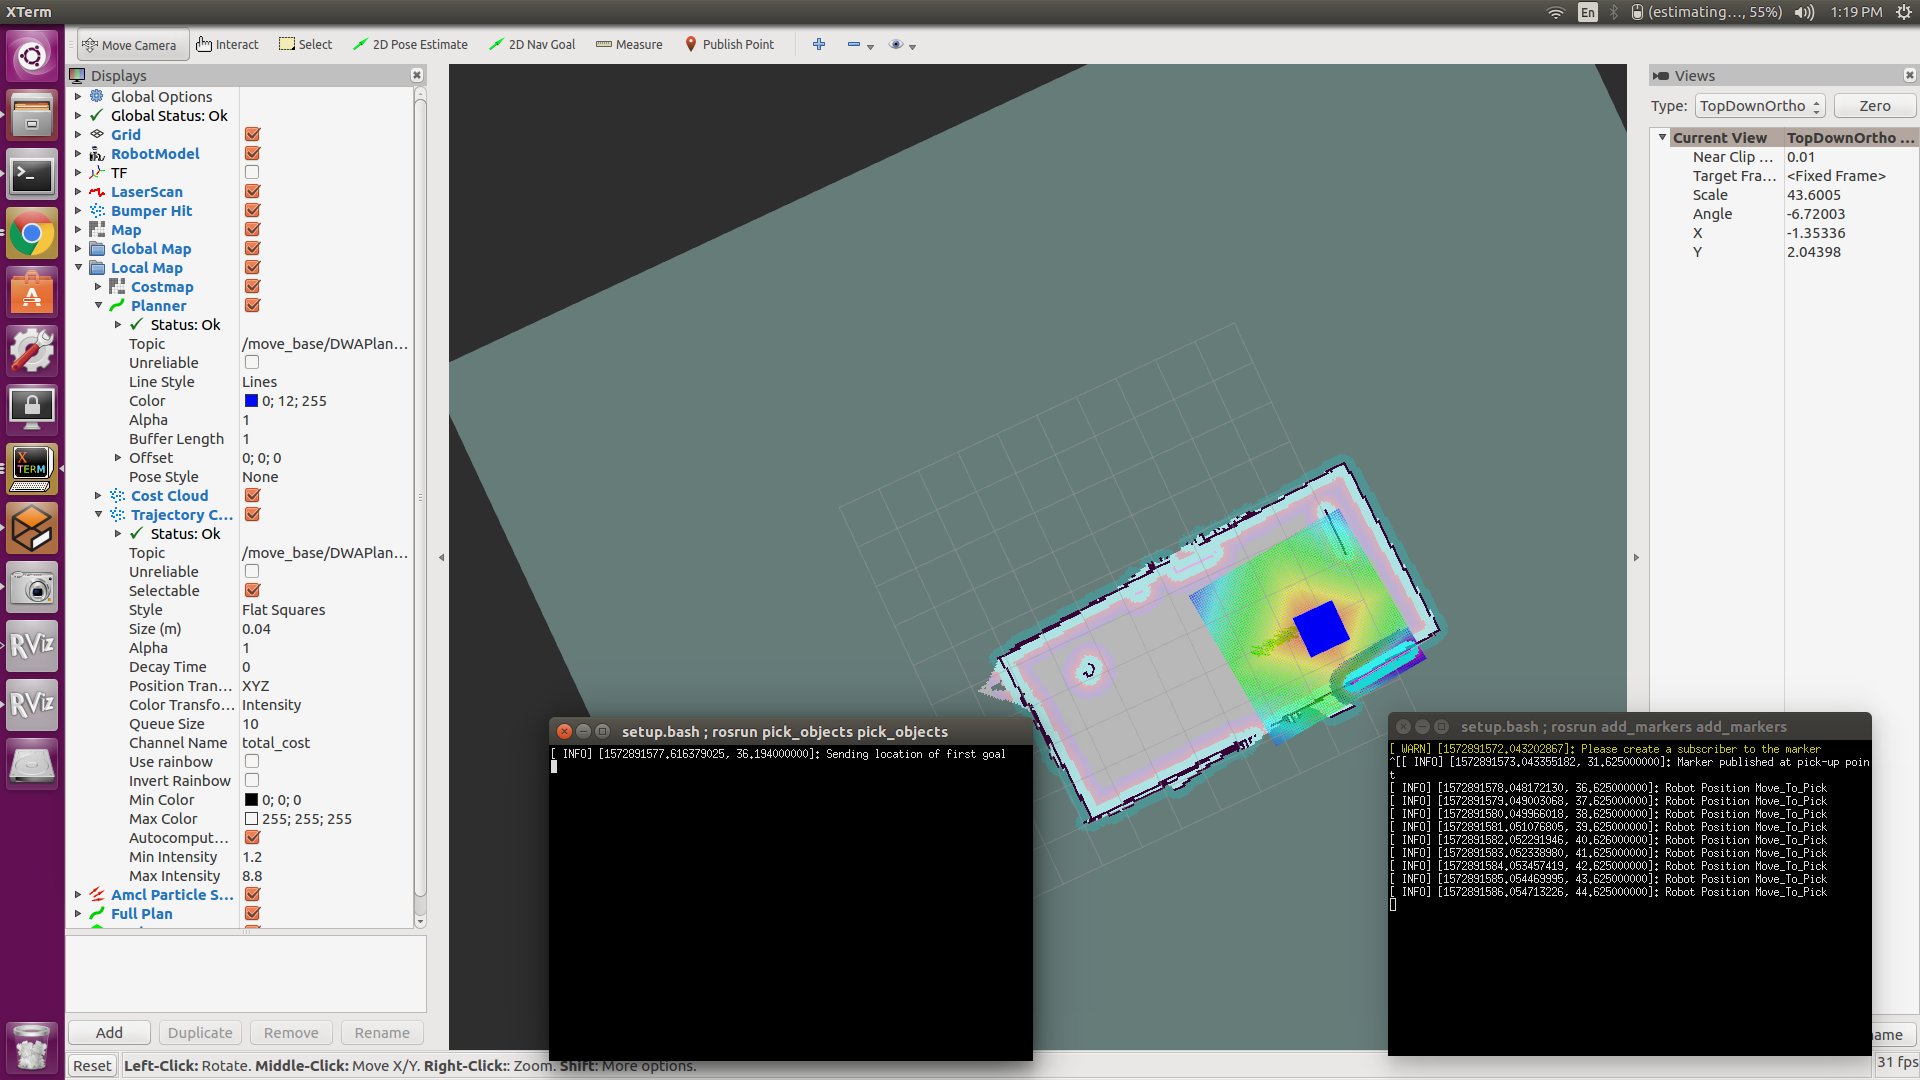 XTerm
En
(estimating..., 55%)
1:19 PM
Move Camera
Interact
Select
2D Pose Estimate
2D Nav Goal
Measure
Publish Point
Displays
Global Options
Global Status: Ok
Grid
RobotModel
TF
LaserScan
Bumper Hit
Map
Global Map
Local Map
Costmap
Planner
Status: Ok
Topic /move_base/DWAPlan...
Unreliable
Line Style Lines
Color 0; 12; 255
Alpha 1
Buffer Length 1
Offset 0; 0; 0
Pose Style None
Cost Cloud
Trajectory C...
Status: Ok
Topic /move_base/DWAPlan...
Unreliable
Selectable
Style Flat Squares
Size (m) 0.04
Alpha 1
Decay Time 0
Position Tran... XYZ
Color Transfo... Intensity
Queue Size 10
Channel Name total_cost
Use rainbow
Invert Rainbow
Min Color 0; 0; 0
Max Color 255; 255; 255
Autocomput...
Min Intensity 1.2
Max Intensity 8.8
Amcl Particle S...
Full Plan
Add
Duplicate
Remove
Rename
Reset
Left-Click: Rotate. Middle-Click: Move X/Y. Right-Click:: Zoom. Shift: More options.
31 fps
Views
Type: TopDownOrtho
Zero
Current View TopDownOrtho ...
Near Clip ... 0.01
Target Fra... <Fixed Frame>
Scale 43.6005
Angle -6.72003
X -1.35336
Y 2.04398
ame
X
TERM
RViz
RViz
setup.bash ; rosrun pick_objects pick_objects
[ INFO] [1572891577.616379025, 36.194000000]: Sending location of first goal
setup.bash ; rosrun add_markers add_markers
[ WARN] [1572891572.043202867]: Please create a subscriber to the marker
^[[ INFO] [1572891573.043355182, 31.625000000]: Marker published at pick-up poin
t
[ INFO] [1572891578.048172130, 36.625000000]: Robot Position Move_To_Pick
[ INFO] [1572891579.049003068, 37.625000000]: Robot Position Move_To_Pick
[ INFO] [1572891580.049966018, 38.625000000]: Robot Position Move_To_Pick
[ INFO] [1572891581.051076805, 39.625000000]: Robot Position Move_To_Pick
[ INFO] [1572891582.052291946, 40.626000000]: Robot Position Move_To_Pick
[ INFO] [1572891583.052338980, 41.625000000]: Robot Position Move_To_Pick
[ INFO] [1572891584.053457419, 42.625000000]: Robot Position Move_To_Pick
[ INFO] [1572891585.054469995, 43.625000000]: Robot Position Move_To_Pick
[ INFO] [1572891586.054713226, 44.625000000]: Robot Position Move_To_Pick